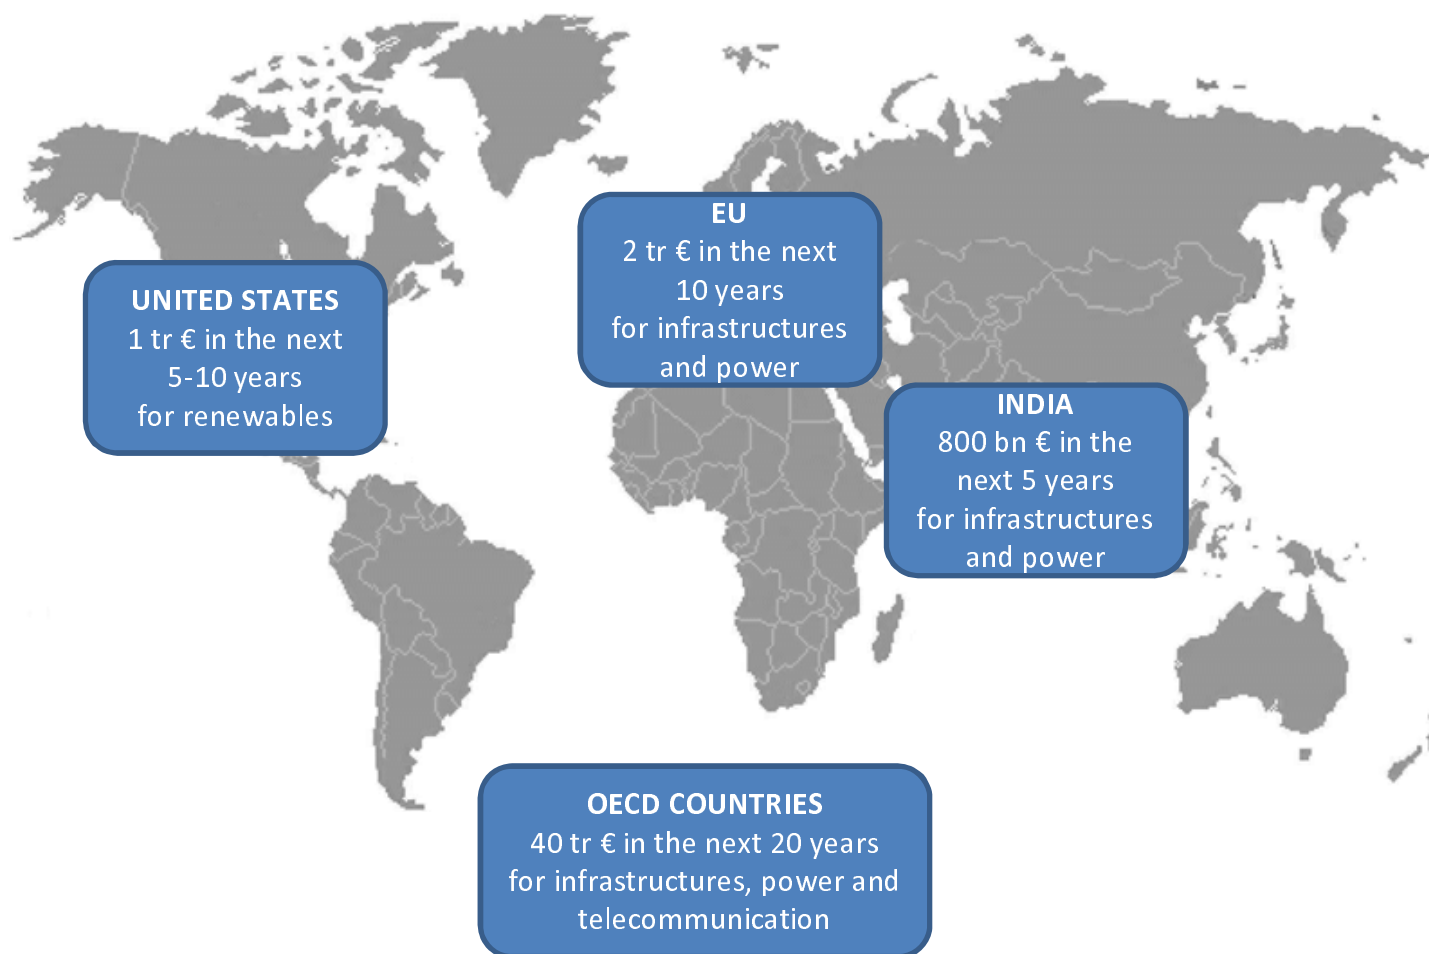 UNITED STATES
1 tr € in the next
5-10 years
for renewables
EU
2 tr € in the next
10 years
for infrastructures
and power
INDIA
800 bn € in the
next 5 years
for infrastructures
and power
OECD COUNTRIES
40 tr € in the next 20 years
for infrastructures, power and
telecommunication